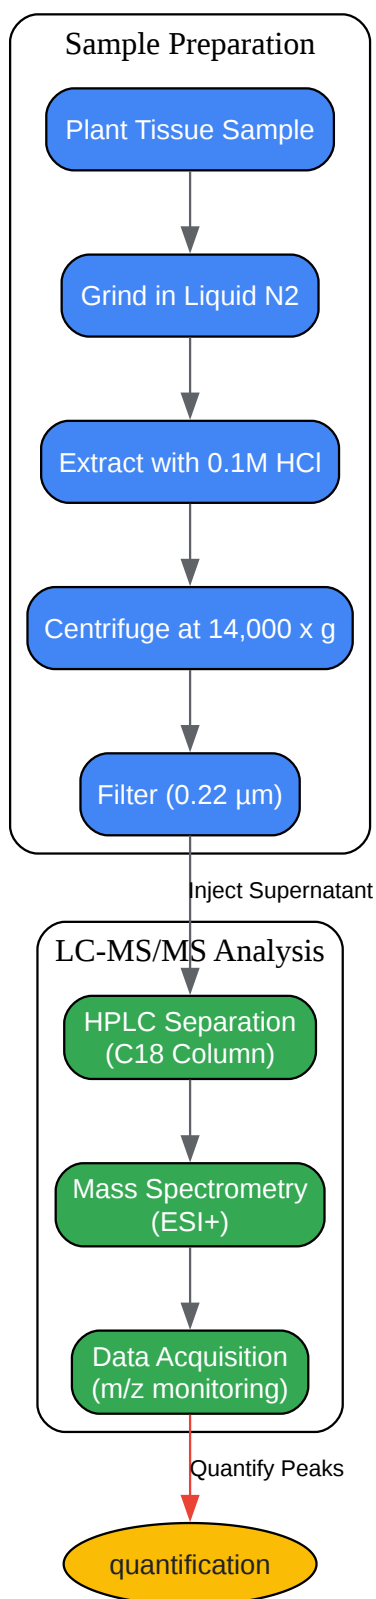 Sample Preparation
Plant Tissue Sample
Grind in Liquid N2
Extract with 0.1M HCl
Centrifuge at 14,000 x g
Filter (0.22 µm)
Inject Supernatant
LC-MS/MS Analysis
HPLC Separation
(C18 Column)
Mass Spectrometry
(ESI+)
Data Acquisition
(m/z monitoring)
Quantify Peaks
quantification